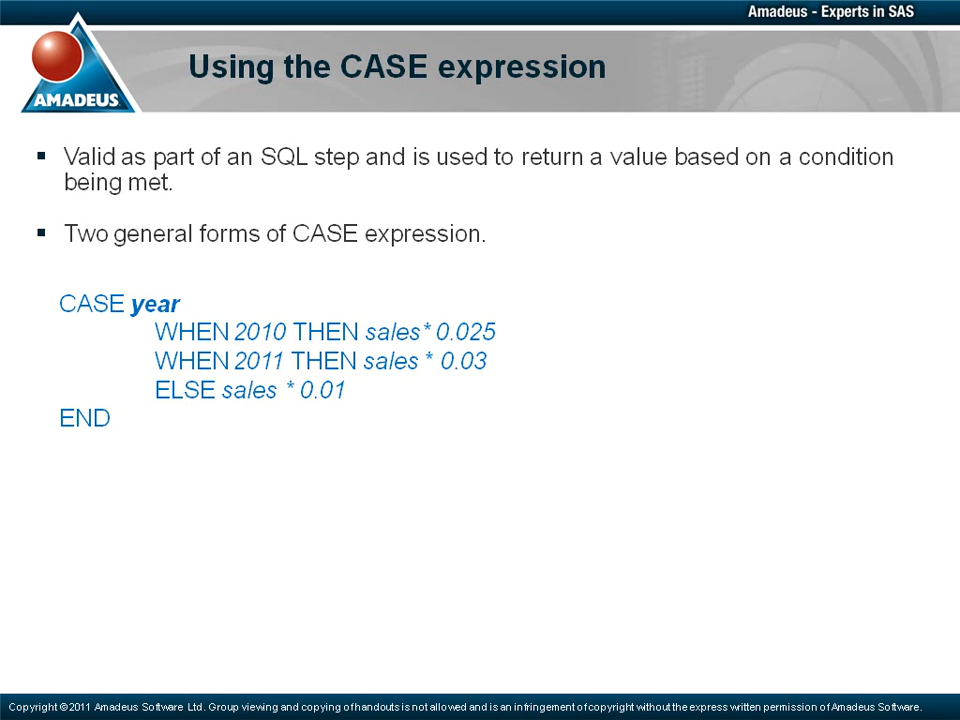 Amadeus - Experts in SAS
AMADEUS
Using the CASE expression
▪ Valid as part of an SQL step and is used to return a value based on a condition
being met.
▪ Two general forms of CASE expression.
CASE year
WHEN 2010 THEN sales* 0.025
WHEN 2011 THEN sales * 0.03
ELSE sales * 0.01
END
Copyright ©2011 Amadeus Software Ltd. Group viewing and copying of handouts is not allowed and is an infringement of copyright without the express written permission of Amadeus Software.